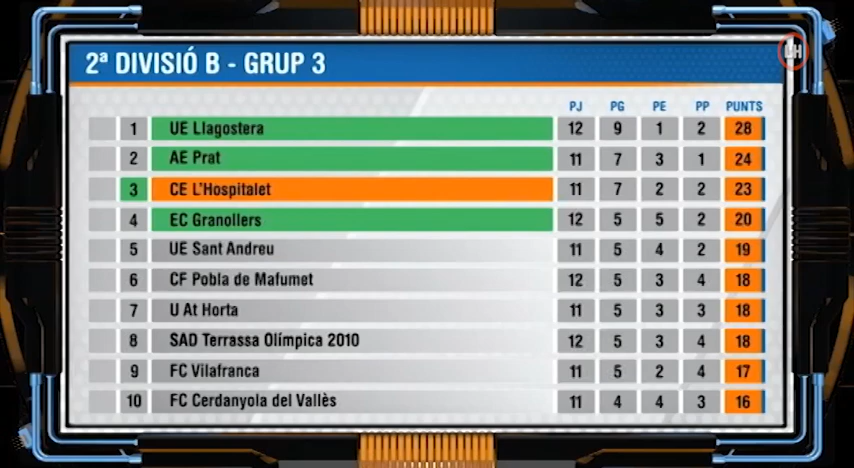 2ª DIVISIÓ B - GRUP 3
LH
PJ PG PE PP PUNTS
1 UE Llagostera 12 9 1 2 28
2 AE Prat 11 7 3 1 24
3 CE L'Hospitalet 11 7 2 2 23
4 EC Granollers 12 5 5 2 20
5 UE Sant Andreu 11 5 4 2 19
6 CF Pobla de Mafumet 12 5 3 4 18
7 U At Horta 11 5 3 3 18
8 SAD Terrassa Olímpica 2010 12 5 3 4 18
9 FC Vilafranca 11 5 2 4 17
10 FC Cerdanyola del Vallès 11 4 4 3 16